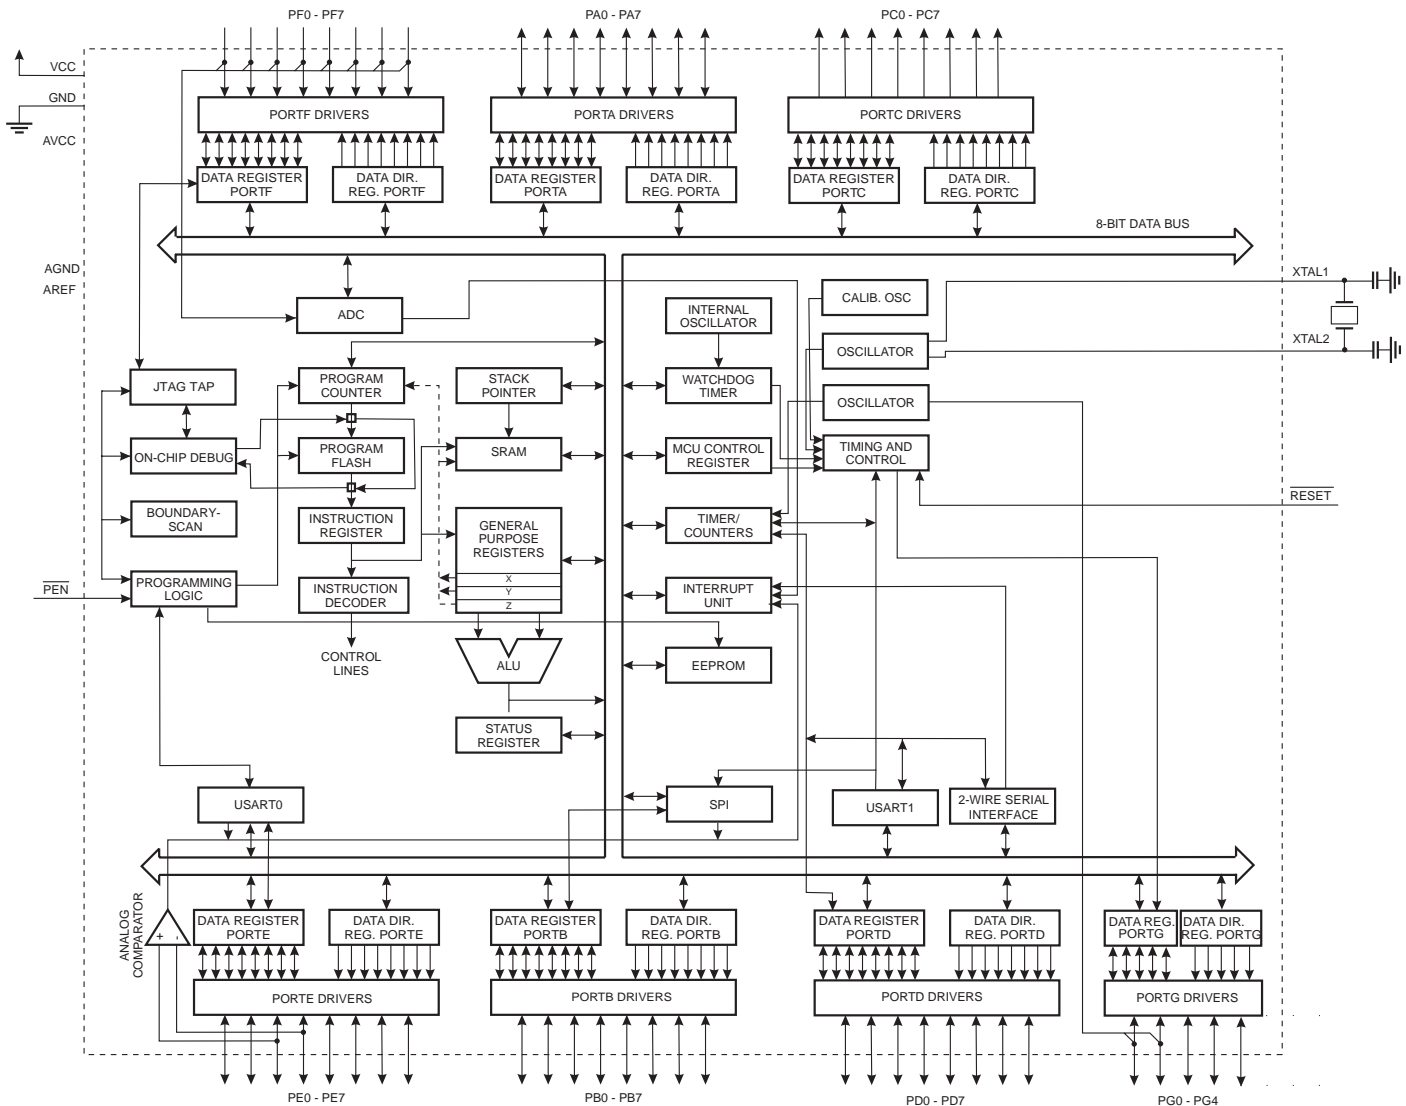 PF0 - PF7
PA0 - PA7
PC0 - PC7
VCC
GND
AVCC
PORTF DRIVERS
PORTA DRIVERS
PORTC DRIVERS
DATA REGISTER
PORTF
DATA DIR.
REG. PORTF
DATA REGISTER
PORTA
DATA DIR.
REG. PORTA
DATA REGISTER
PORTC
DATA DIR.
REG. PORTC
8-BIT DATA BUS
AGND
AREF
XTAL1
XTAL2
ADC
INTERNAL
OSCILLATOR
CALIB. OSC
OSCILLATOR
JTAG TAP
PROGRAM
COUNTER
STACK
POINTER
WATCHDOG
TIMER
OSCILLATOR
ON-CHIP DEBUG
PROGRAM
FLASH
SRAM
MCU CONTROL
REGISTER
TIMING AND
CONTROL
RESET
BOUNDARY-
SCAN
INSTRUCTION
REGISTER
GENERAL
PURPOSE
REGISTERS
X
Y
Z
TIMER/
COUNTERS
PEN
PROGRAMMING
LOGIC
INSTRUCTION
DECODER
INTERRUPT
UNIT
CONTROL
LINES
ALU
EEPROM
STATUS
REGISTER
USART0
SPI
USART1
2-WIRE SERIAL
INTERFACE
ANALOG
COMPARATOR
+
-
DATA REGISTER
PORTE
DATA DIR.
REG. PORTE
DATA REGISTER
PORTB
DATA DIR.
REG. PORTB
DATA REGISTER
PORTD
DATA DIR.
REG. PORTD
DATA REG.
PORTG
DATA DIR.
REG. PORTG
PORTE DRIVERS
PORTB DRIVERS
PORTD DRIVERS
PORTG DRIVERS
PE0 - PE7
PB0 - PB7
PD0 - PD7
PG0 - PG4